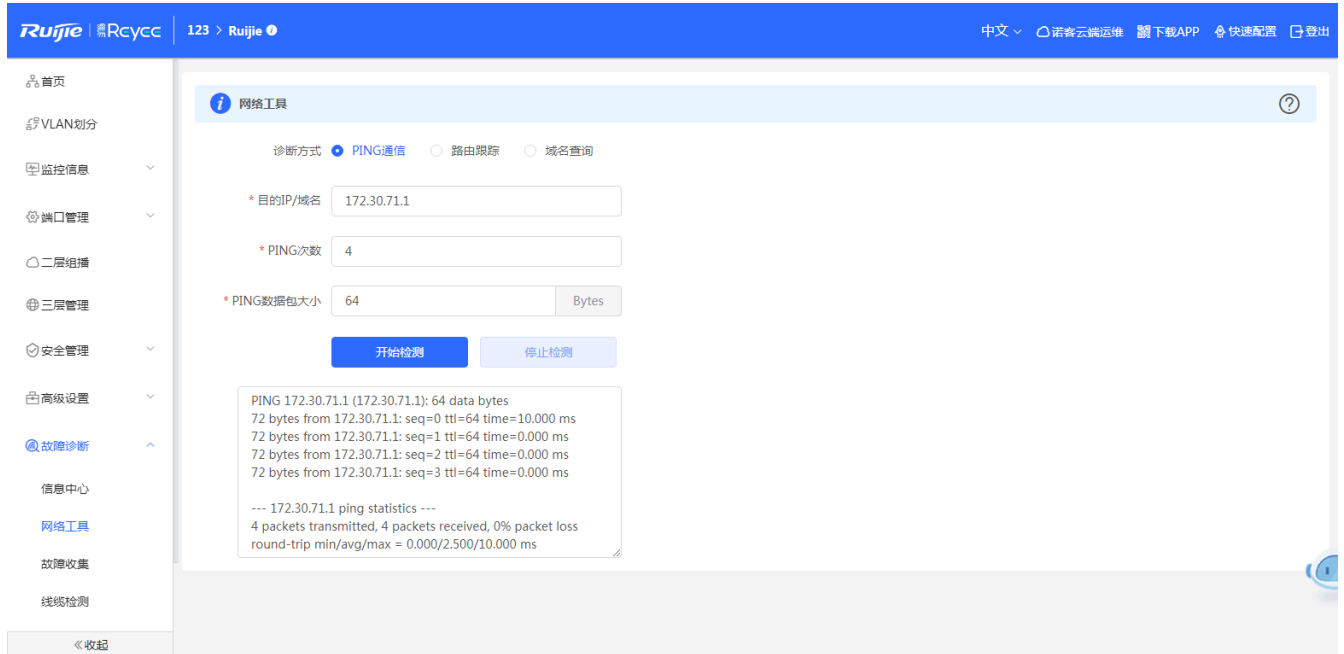 Ruijie | 睿易Rcycc 123 > Ruijie
中文 诺客云端运维 下载APP 快速配置 登出
首页
VLAN划分
监控信息
端口管理
二层组播
三层管理
安全管理
高级设置
故障诊断
信息中心
网络工具
故障收集
线缆检测
《收起
网络工具
诊断方式 PING通信 路由跟踪 域名查询
* 目的IP/域名 172.30.71.1
* PING次数 4
* PING数据包大小 64 Bytes
开始检测 停止检测
PING 172.30.71.1 (172.30.71.1): 64 data bytes
72 bytes from 172.30.71.1: seq=0 ttl=64 time=10.000 ms
72 bytes from 172.30.71.1: seq=1 ttl=64 time=0.000 ms
72 bytes from 172.30.71.1: seq=2 ttl=64 time=0.000 ms
72 bytes from 172.30.71.1: seq=3 ttl=64 time=0.000 ms
--- 172.30.71.1 ping statistics ---
4 packets transmitted, 4 packets received, 0% packet loss
round-trip min/avg/max = 0.000/2.500/10.000 ms